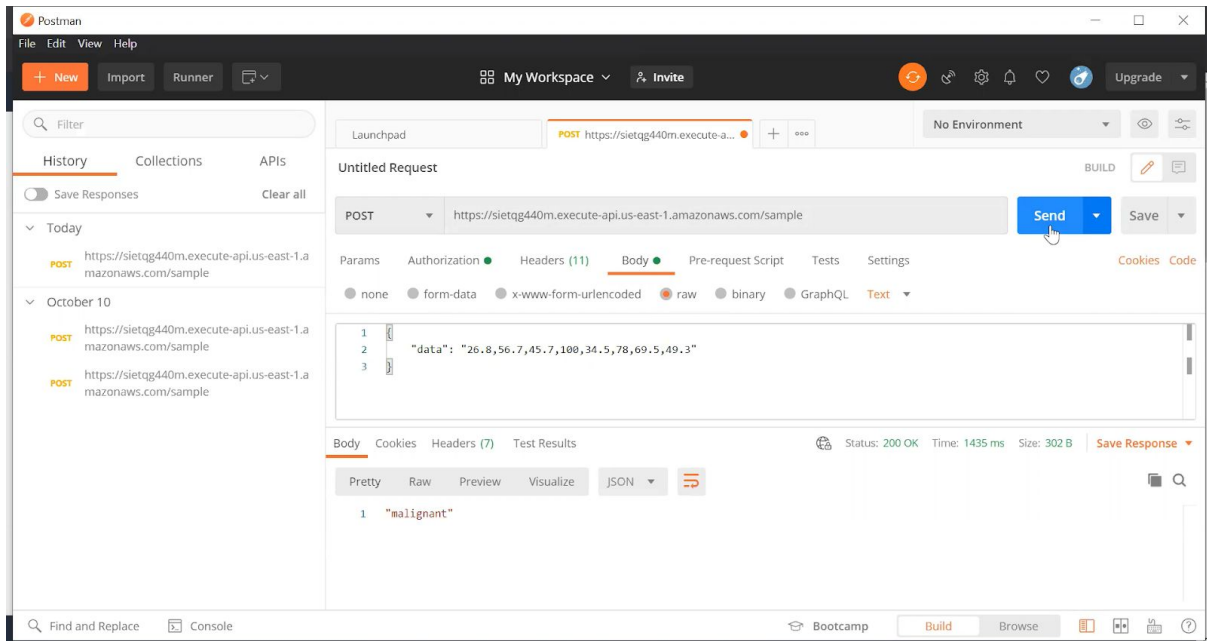 Postman
File Edit View Help
+ New Import Runner My Workspace Invite Upgrade
Filter
History Collections APIs
Save Responses Clear all
Today
POST https://sietqg440m.execute-api.us-east-1.a
mazonaws.com/sample
October 10
POST https://sietqg440m.execute-api.us-east-1.a
mazonaws.com/sample
POST https://sietqg440m.execute-api.us-east-1.a
mazonaws.com/sample
Launchpad POST https://sietqg440m.execute-a... + ooo No Environment
Untitled Request BUILD
POST https://sietqg440m.execute-api.us-east-1.amazonaws.com/sample Send Save
Params Authorization Headers (11) Body Pre-request Script Tests Settings Cookies Code
none form-data x-www-form-urlencoded raw binary GraphQL Text
1 {
2 "data": "26.8,56.7,45.7,100,34.5,78,69.5,49.3"
3 }
Body Cookies Headers (7) Test Results Status: 200 OK Time: 1435 ms Size: 302 B Save Response
Pretty Raw Preview Visualize JSON
1 "malignant"
Find and Replace Console Bootcamp Build Browse ?